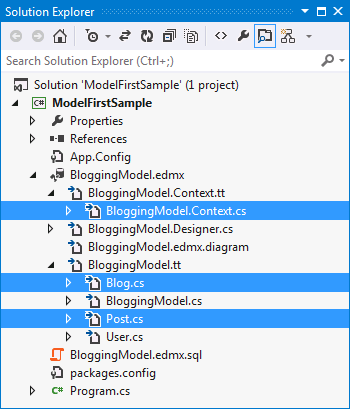 Solution Explorer
Search Solution Explorer (Ctrl+;)
Solution 'ModelFirstSample' (1 project)
C# ModelFirstSample
Properties
References
App.Config
BloggingModel.edmx
BloggingModel.Context.tt
BloggingModel.Context.cs
BloggingModel.Designer.cs
BloggingModel.edmx.diagram
BloggingModel.tt
Blog.cs
BloggingModel.cs
Post.cs
User.cs
BloggingModel.edmx.sql
packages.config
C# Program.cs